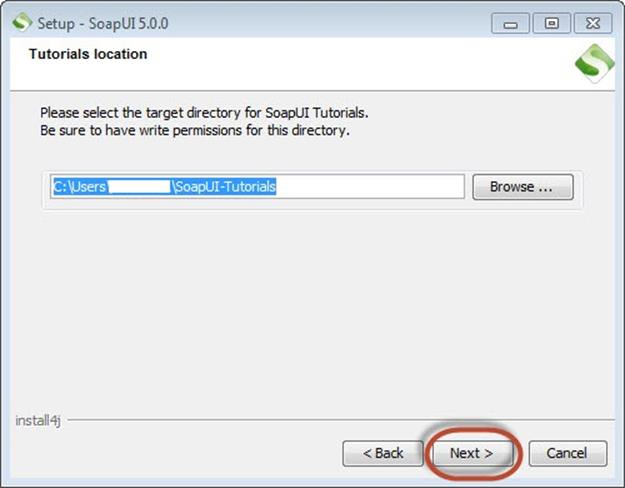 Setup - SoapUI 5.0.0
Tutorials location
Please select the target directory for SoapUI Tutorials.
Be sure to have write permissions for this directory.
C:\Users\ \SoapUI-Tutorials
Browse ...
install4j
< Back
Next >
Cancel